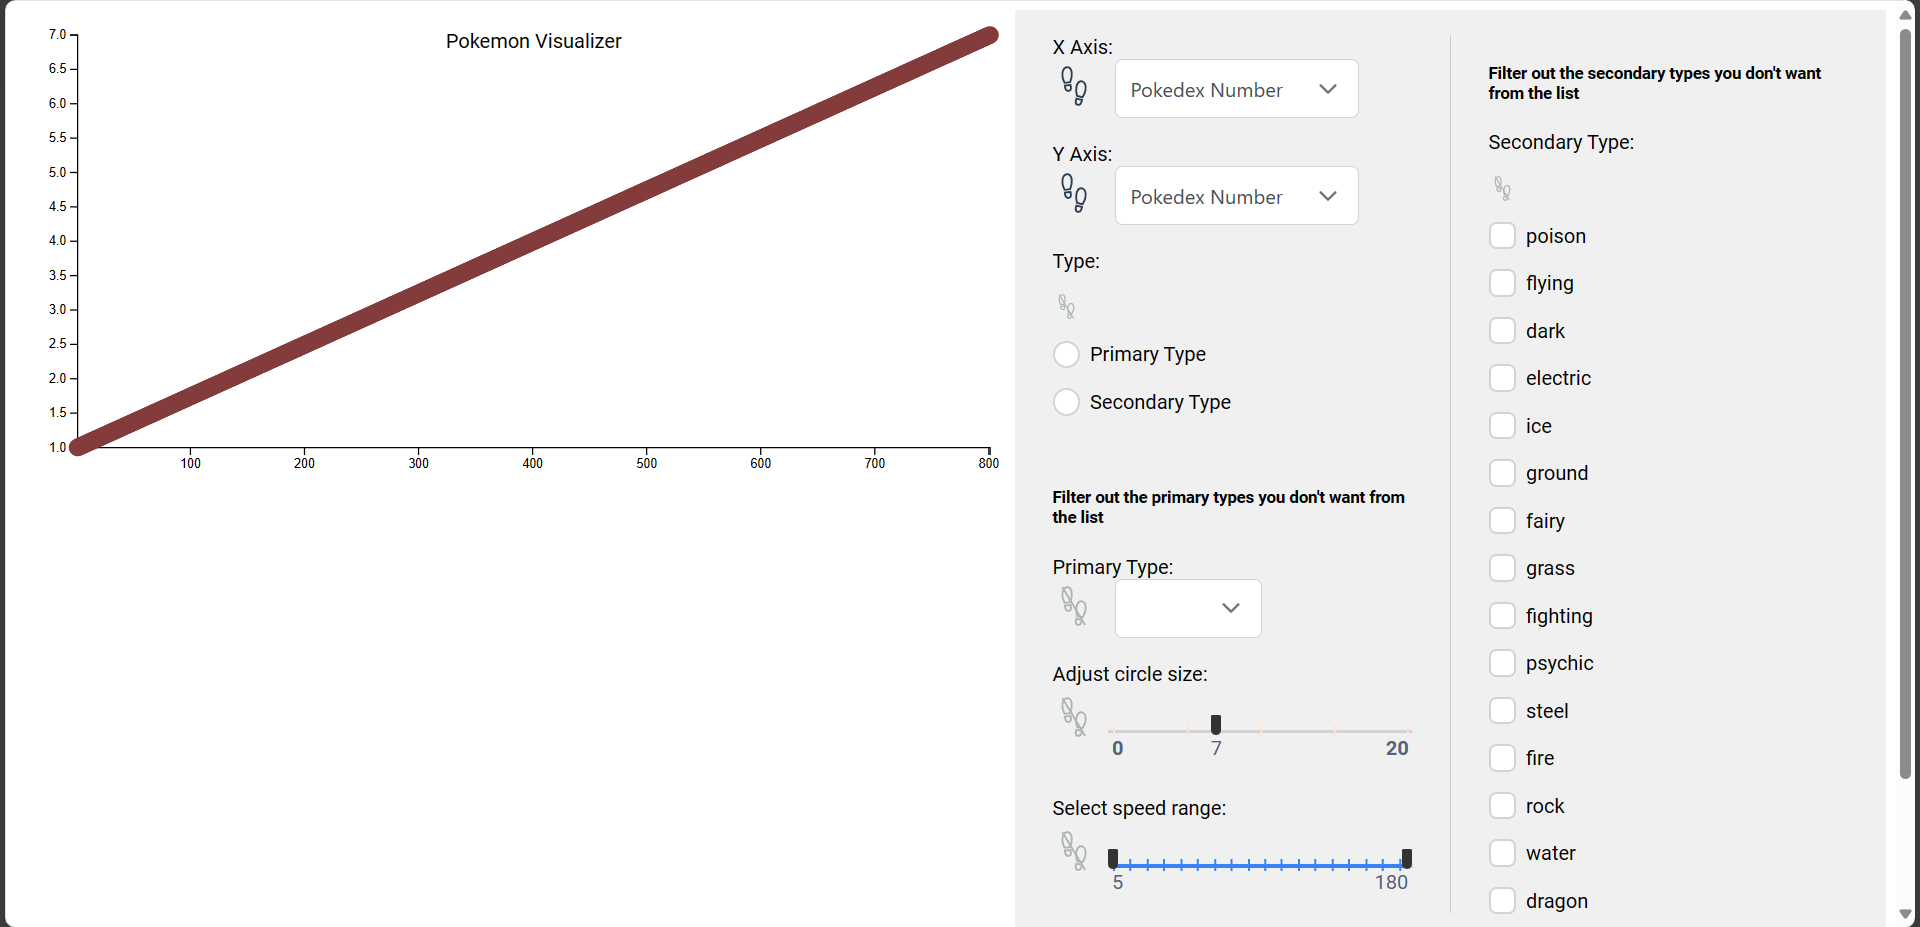 Pokemon Visualizer
7.0
6.5
6.0
5.5
5.0
4.5
4.0
3.5
3.0
2.5
2.0
1.5
1.0
100 200 300 400 500 600 700 800
X Axis:
Pokedex Number
Y Axis:
Pokedex Number
Type:
Primary Type
Secondary Type
Filter out the primary types you don't want from
the list
Primary Type:
Adjust circle size:
0 7 20
Select speed range:
5 180
Filter out the secondary types you don't want
from the list
Secondary Type:
poison
flying
dark
electric
ice
ground
fairy
grass
fighting
psychic
steel
fire
rock
water
dragon